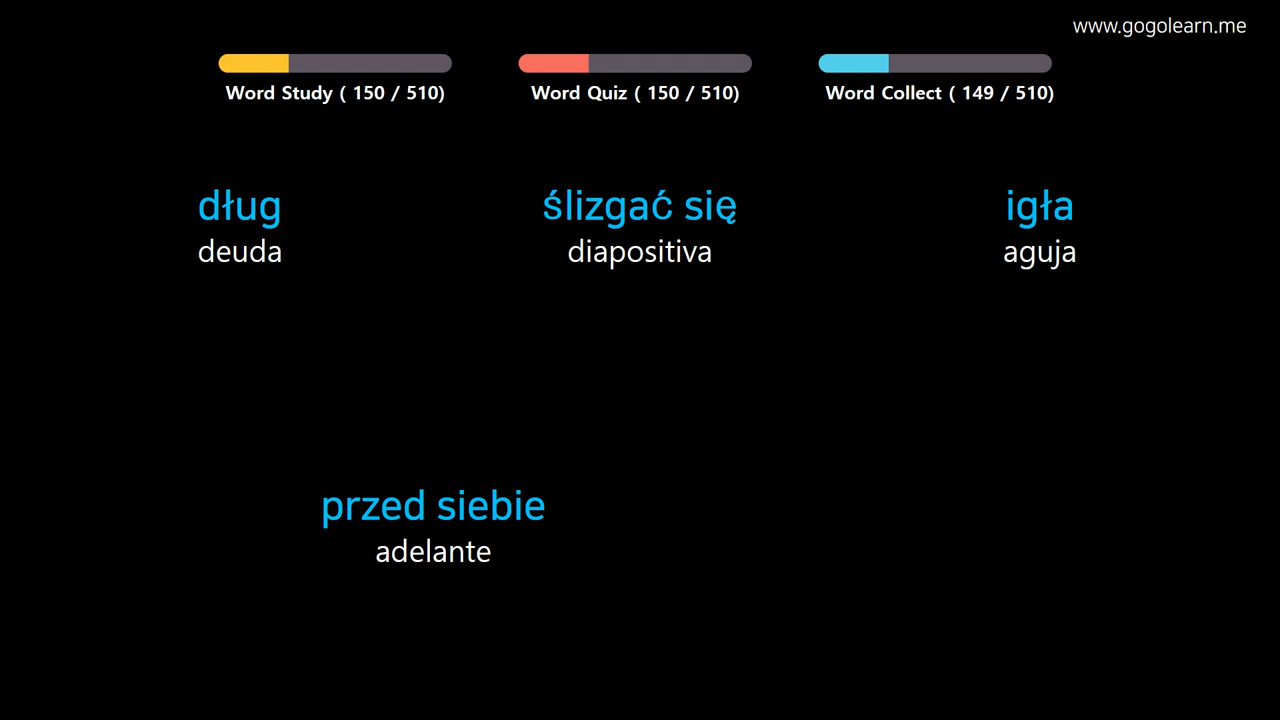 www.gogolearn.me
Word Study ( 150 / 510)
Word Quiz ( 150 / 510)
Word Collect ( 149 / 510)
dług
deuda
ślizgać się
diapositiva
igła
aguja
przed siebie
adelante